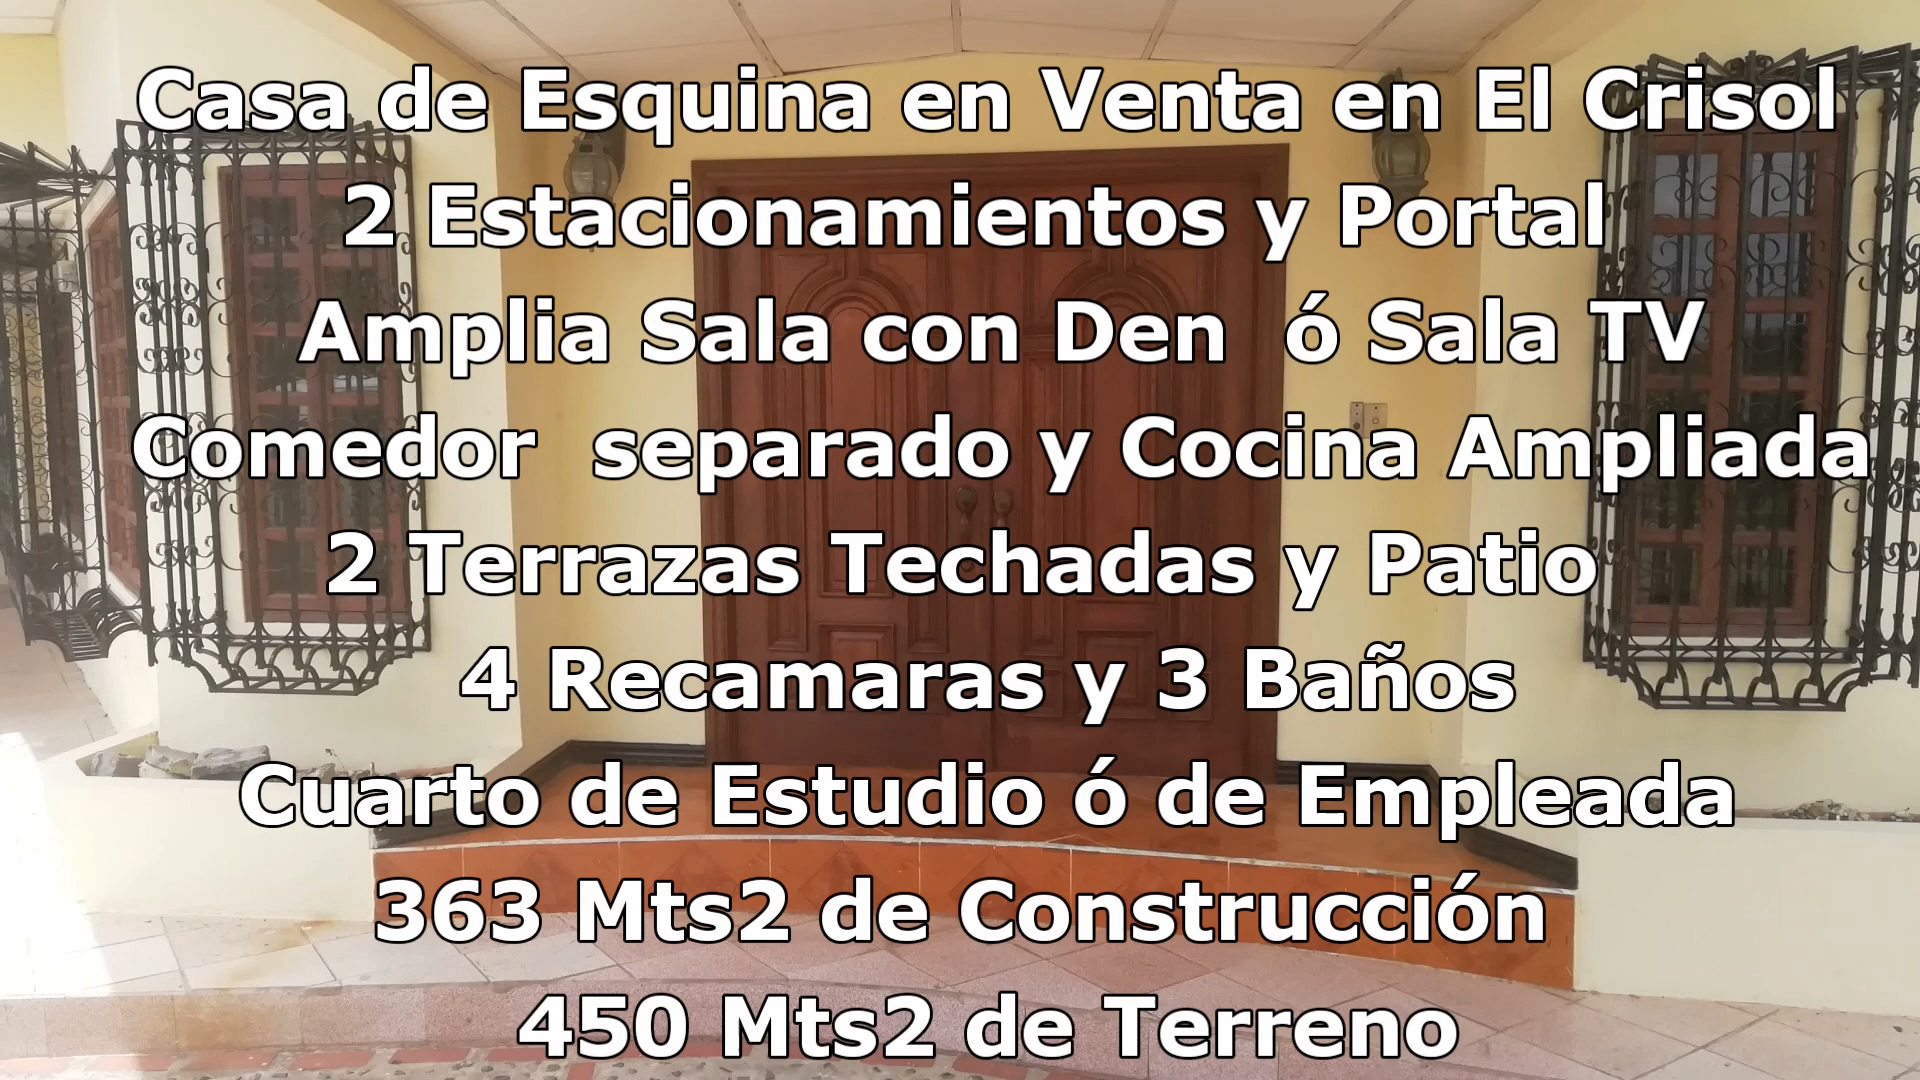 Casa de Esquina en Venta en El Crisol
2 Estacionamientos y Portal
Amplia Sala con Den ó Sala TV
Comedor separado y Cocina Ampliada
2 Terrazas Techadas y Patio
4 Recamaras y 3 Baños
Cuarto de Estudio ó de Empleada
363 Mts2 de Construcción
450 Mts2 de Terreno